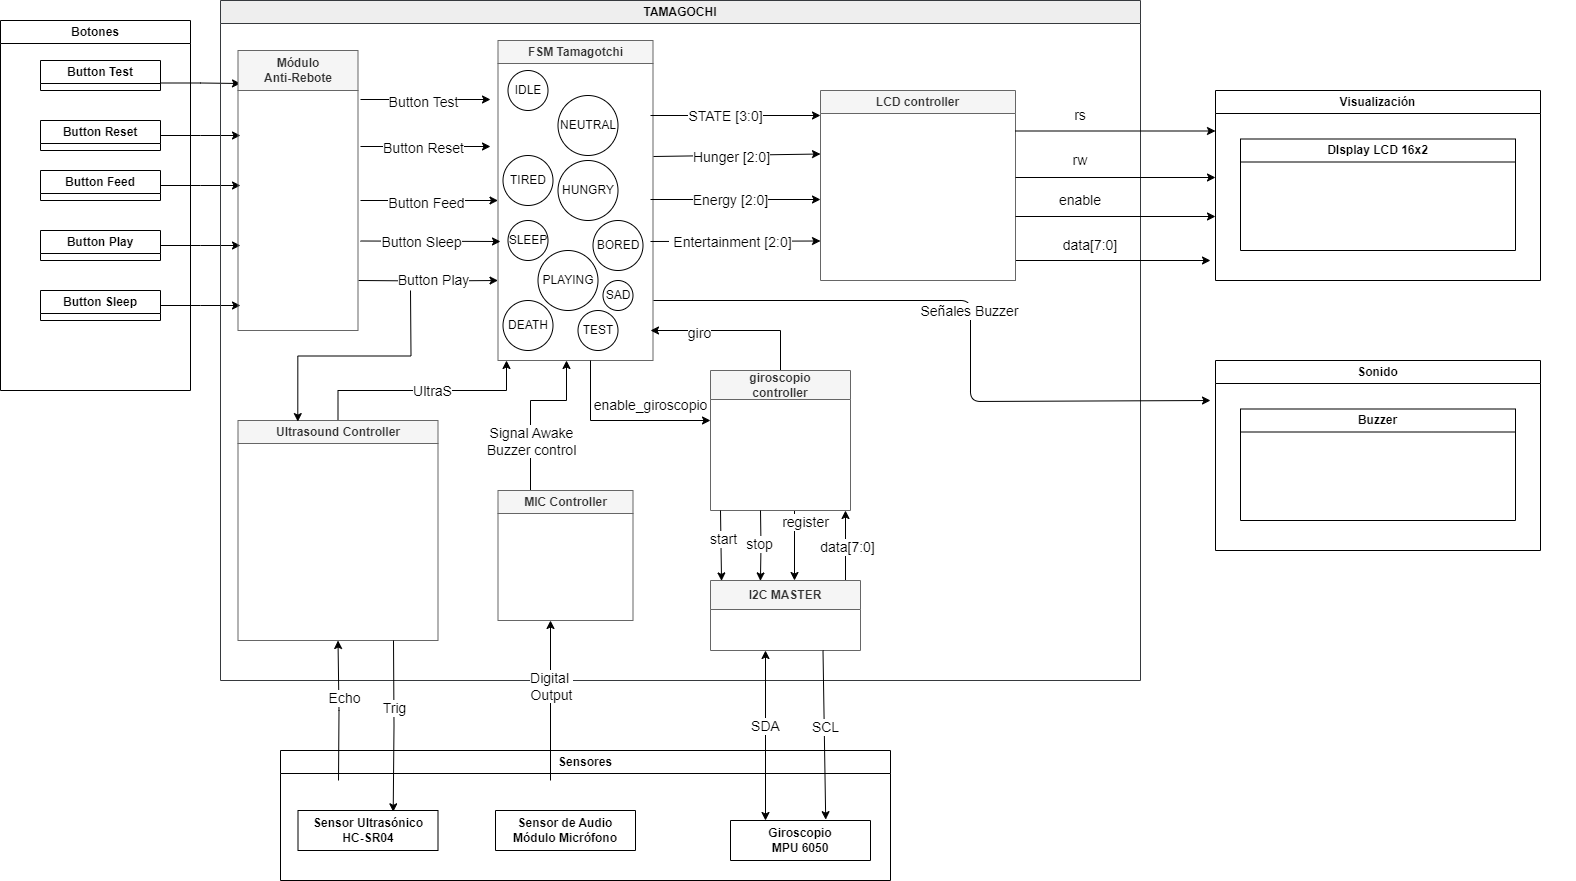 TAMAGOCHI
Botones
Button Test
Button Reset
Button Feed
Button Play
Button Sleep
Módulo
Anti-Rebote
Button Test
Button Reset
Button Feed
Button Sleep
Button Play
FSM Tamagotchi
IDLE
NEUTRAL
TIRED
HUNGRY
SLEEP
BORED
PLAYING
SAD
DEATH
TEST
STATE [3:0]
Hunger [2:0]
Energy [2:0]
Entertainment [2:0]
LCD controller
rs
rw
enable
data[7:0]
Visualización
DIsplay LCD 16x2
Señales Buzzer
Sonido
Buzzer
giro
giroscopio
controller
enable_giroscopio
UltraS
Ultrasound Controller
Signal Awake
Buzzer control
MIC Controller
start
stop
register
data[7:0]
I2C MASTER
Echo
Trig
Digital
Output
SDA
SCL
Sensores
Sensor Ultrasónico
HC-SR04
Sensor de Audio
Módulo Micrófono
Giroscopio
MPU 6050